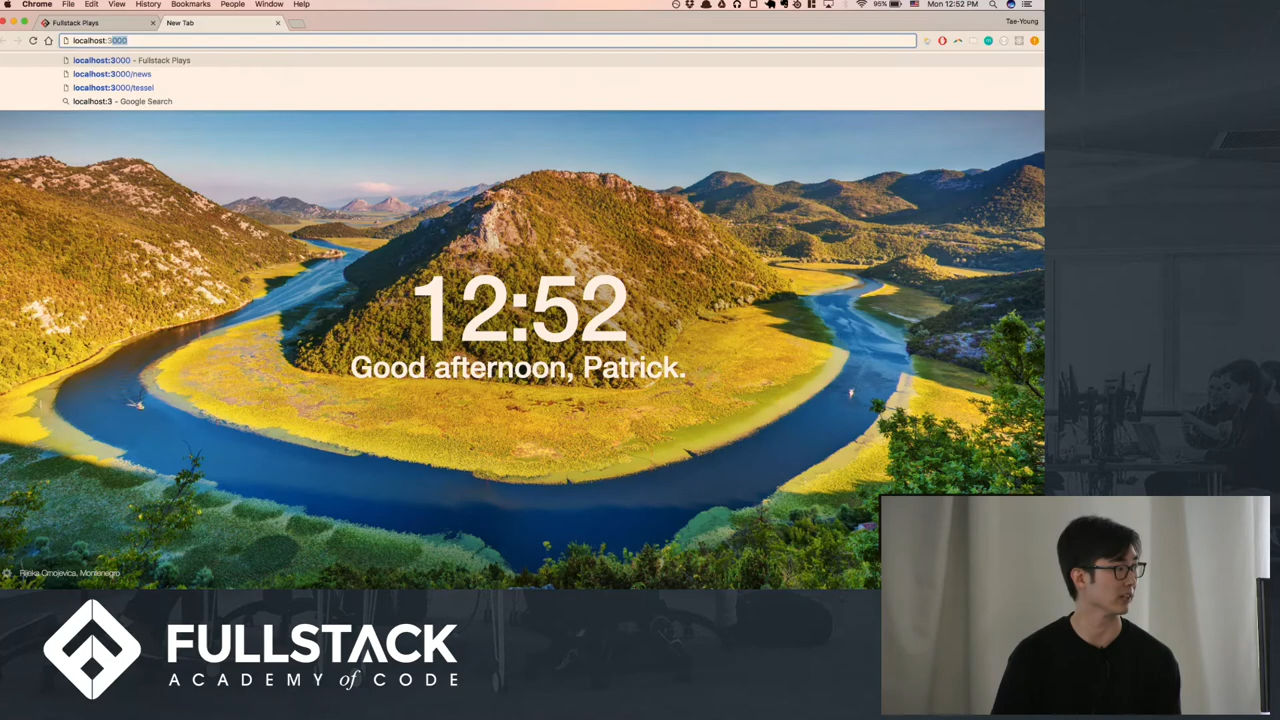 Chrome File Edit View History Bookmarks People Window Help
95% Mon 12:52 PM
Fullstack Plays
New Tab
Tae-Young
localhost:3000
localhost:3000 - Fullstack Plays
localhost:3000/news
localhost:3000/tessel
localhost:3 - Google Search
12:52
Good afternoon, Patrick.
Rijeka Crnojevica, Montenegro
FULLSTACK
ACADEMY of CODE